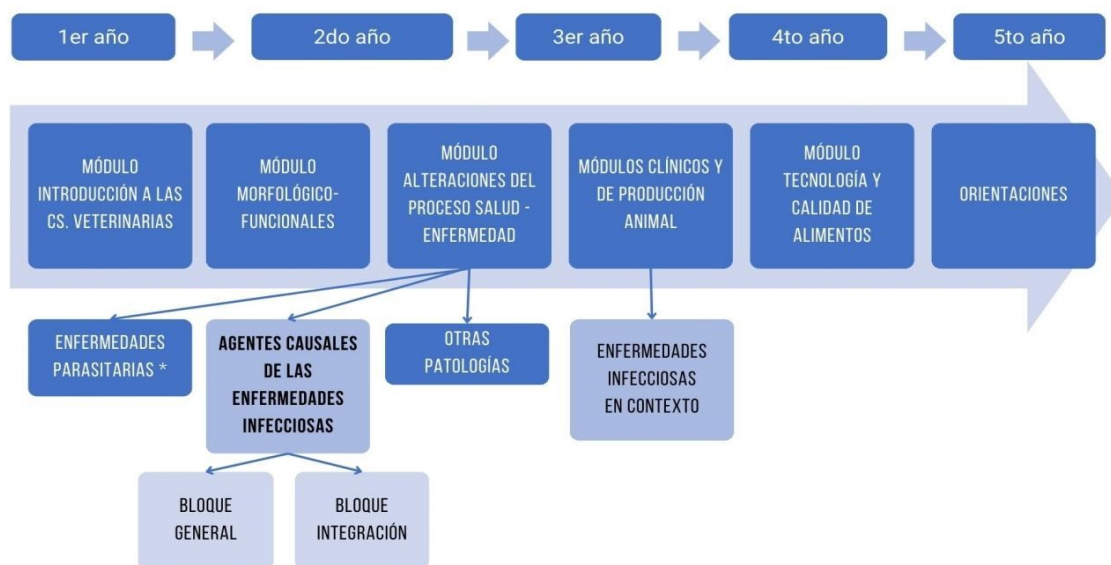 1er año
2do año
3er año
4to año
5to año
MÓDULO
INTRODUCCIÓN A LAS
CS. VETERINARIAS
MÓDULO
MORFOLÓGICO-
FUNCIONALES
MÓDULO
ALTERACIONES DEL
PROCESO SALUD -
ENFERMEDAD
MÓDULOS CLÍNICOS Y
DE PRODUCCIÓN
ANIMAL
MÓDULO
TECNOLOGÍA Y
CALIDAD DE
ALIMENTOS
ORIENTACIONES
ENFERMEDADES
PARASITARIAS *
AGENTES CAUSALES
DE LAS
ENFERMEDADES
INFECCIOSAS
OTRAS
PATOLOGÍAS
ENFERMEDADES
INFECCIOSAS
EN CONTEXTO
BLOQUE
GENERAL
BLOQUE
INTEGRACIÓN